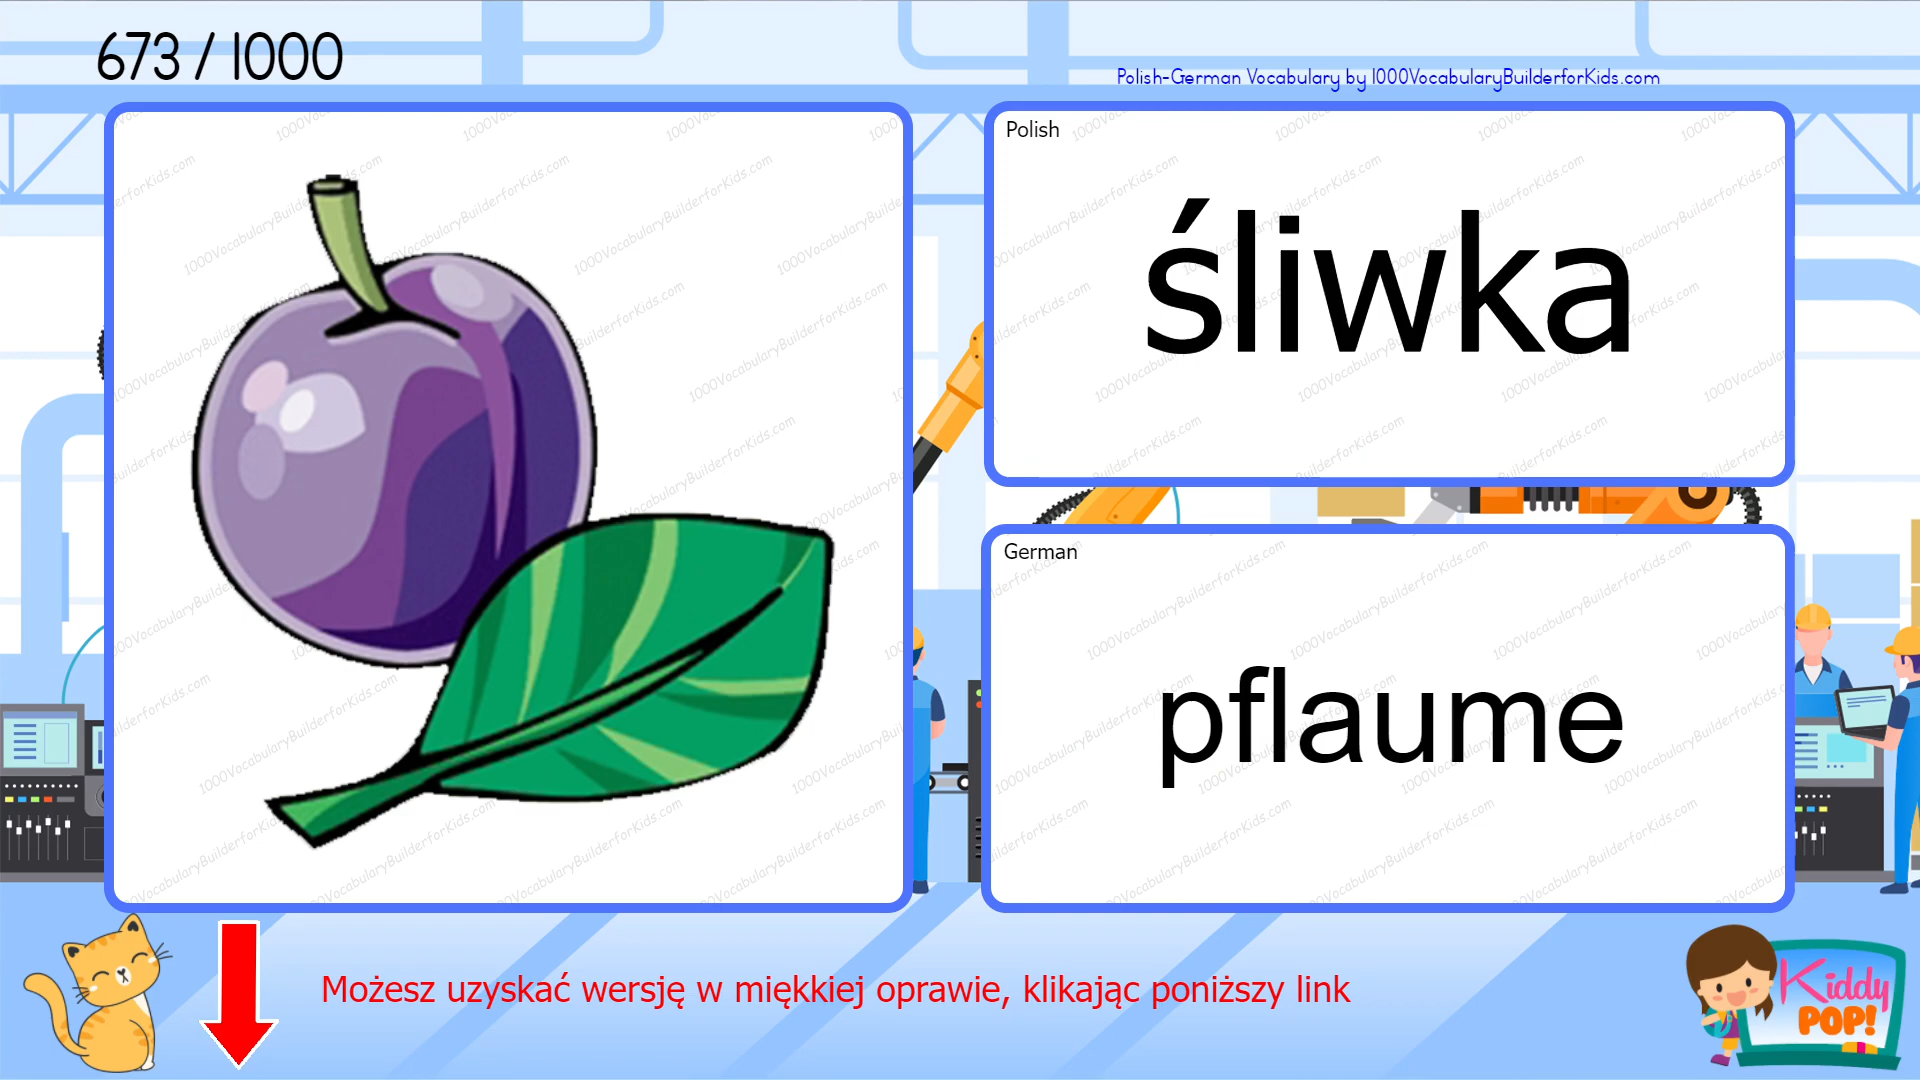 673 / 1000
Polish-German Vocabulary by 1000VocabularyBuilderforKids.com
Polish
śliwka
German
pflaume
Możesz uzyskać wersję w miękkiej oprawie, klikając poniższy link
Kiddy
POP!